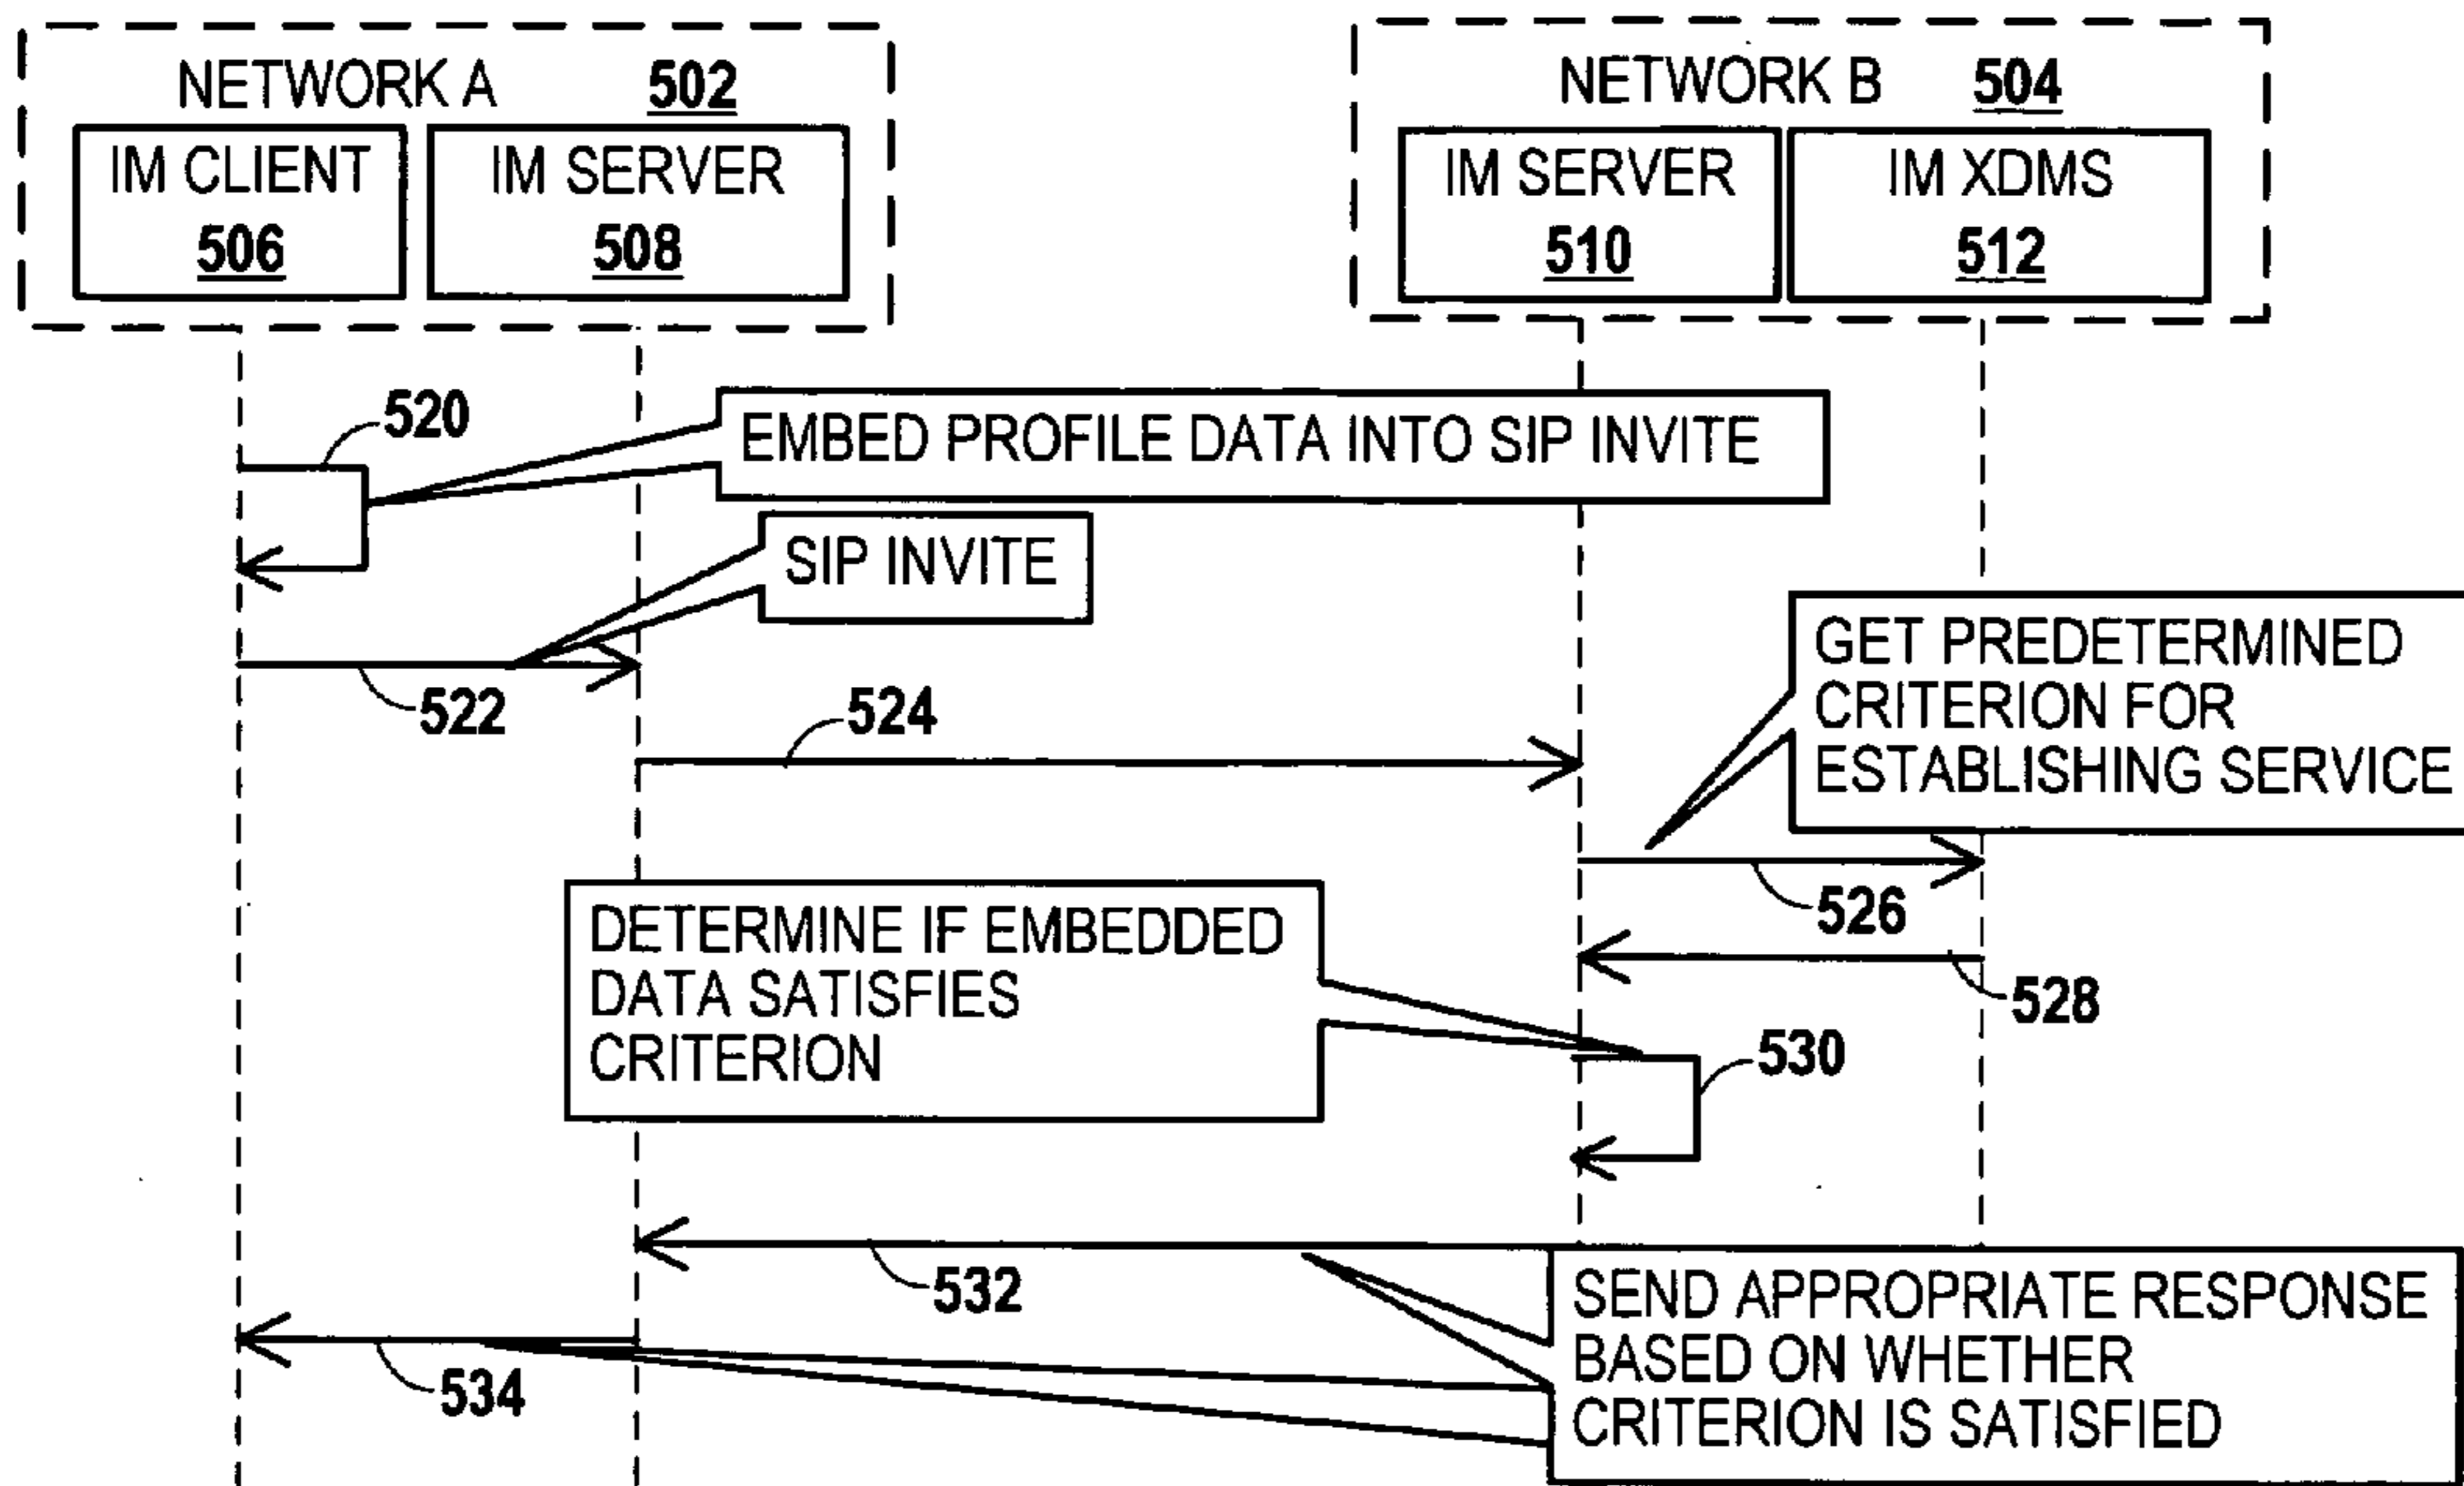 NETWORK A 502
IM CLIENT
506
IM SERVER
508
NETWORK B 504
IM SERVER
510
IM XDMS
512
520
EMBED PROFILE DATA INTO SIP INVITE
SIP INVITE
522
524
GET PREDETERMINED
CRITERION FOR
ESTABLISHING SERVICE
526
528
DETERMINE IF EMBEDDED
DATA SATISFIES
CRITERION
530
532
534
SEND APPROPRIATE RESPONSE
BASED ON WHETHER
CRITERION IS SATISFIED